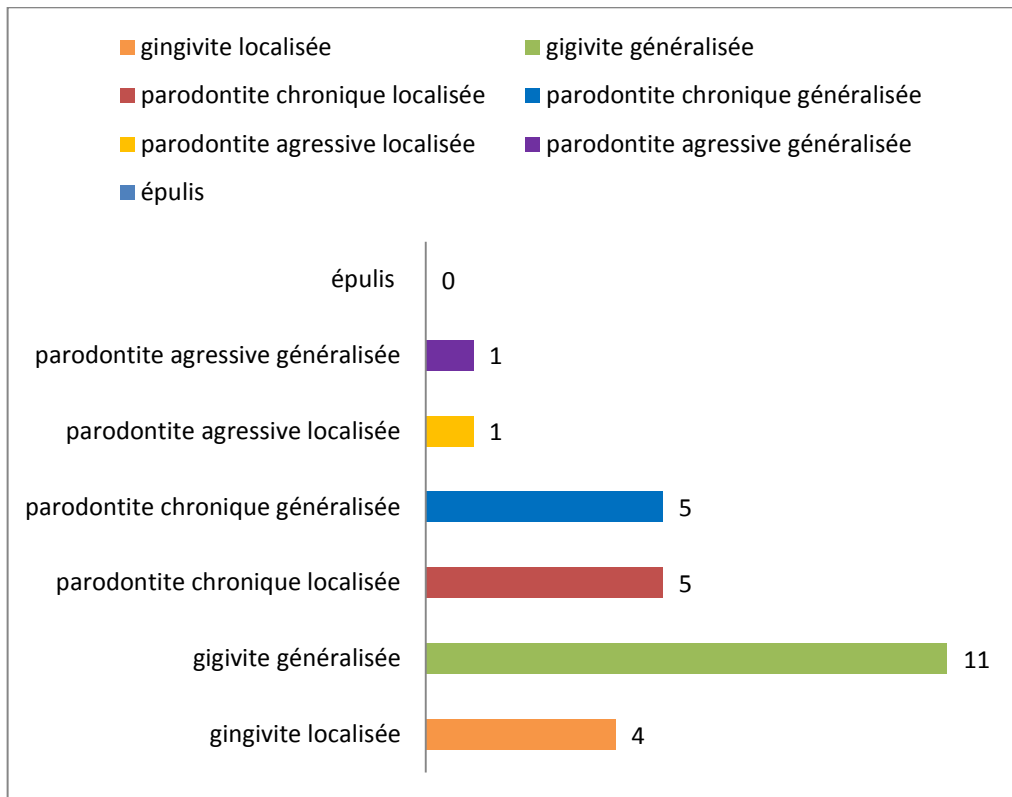 gingivite localisée
gigivite généralisée
parodontite chronique localisée
parodontite chronique généralisée
parodontite agressive localisée
parodontite agressive généralisée
épulis
épulis 0
parodontite agressive généralisée 1
parodontite agressive localisée 1
parodontite chronique généralisée 5
parodontite chronique localisée 5
gigivite généralisée 11
gingivite localisée 4